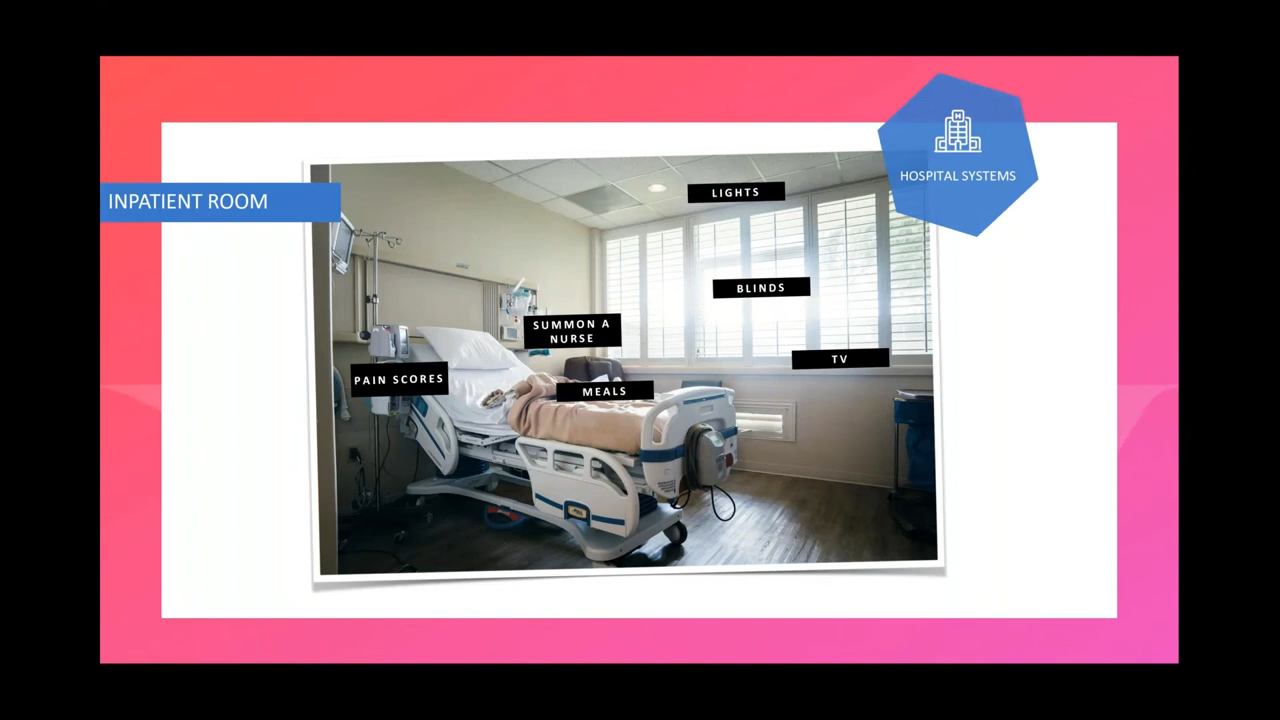 HOSPITAL SYSTEMS
INPATIENT ROOM
LIGHTS
BLINDS
SUMMON A
NURSE
TV
PAIN SCORES
MEALS